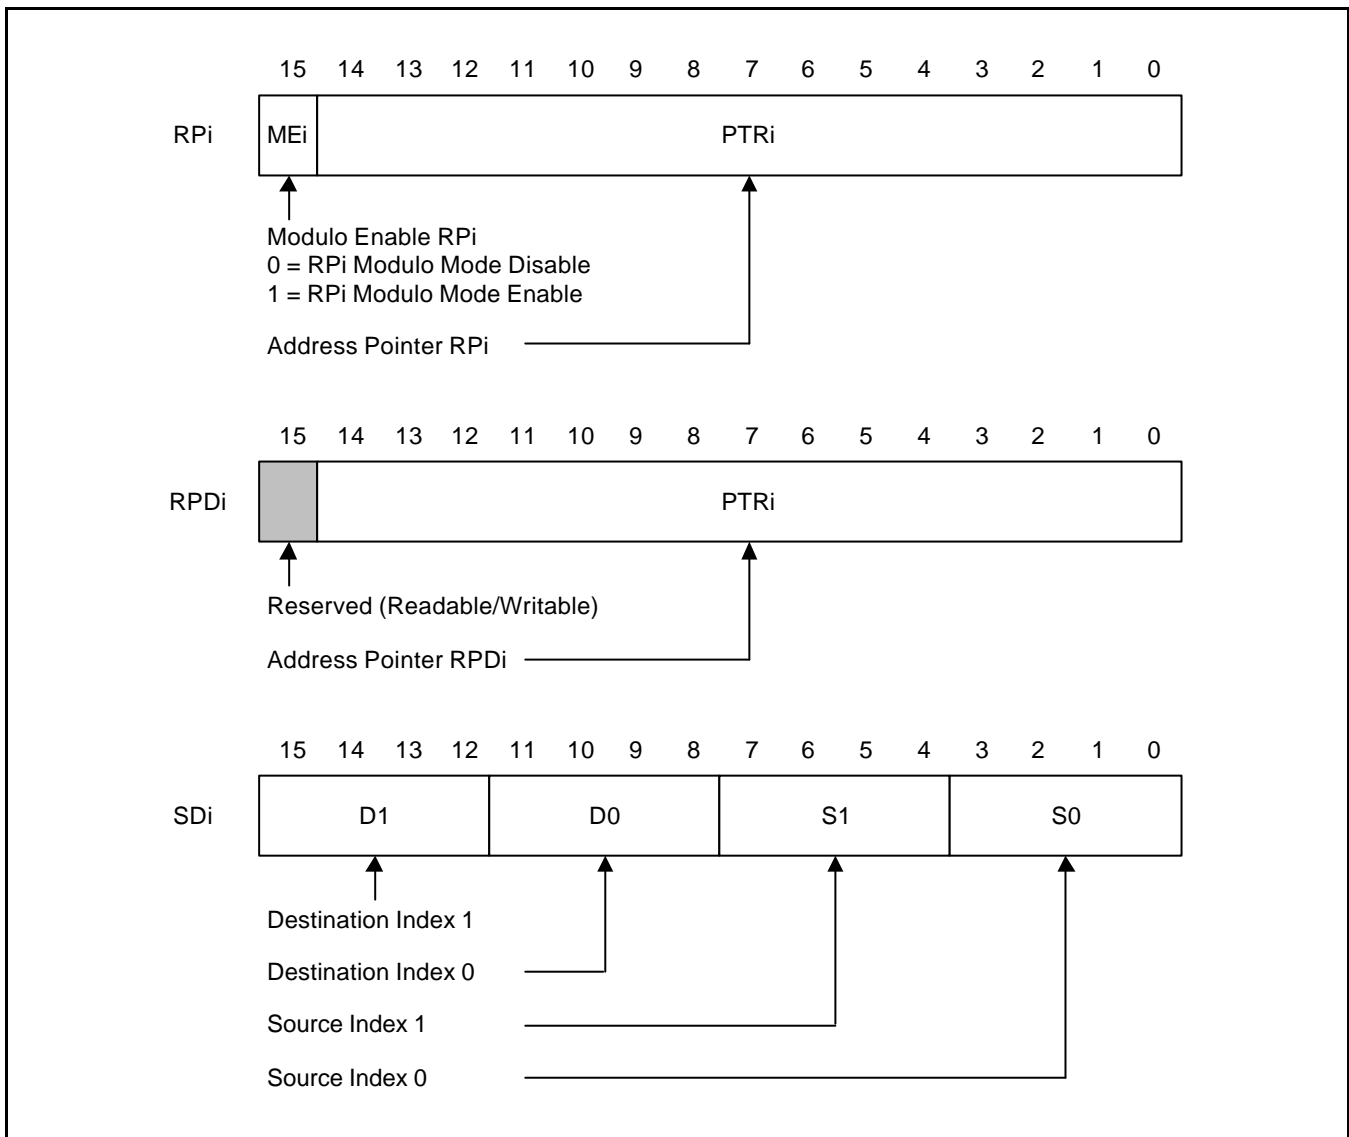 15 14 13 12 11 10 9 8 7 6 5 4 3 2 1 0
RPi MEi PTRi
Modulo Enable RPi
0 = RPi Modulo Mode Disable
1 = RPi Modulo Mode Enable
Address Pointer RPi
15 14 13 12 11 10 9 8 7 6 5 4 3 2 1 0
RPDi PTRi
Reserved (Readable/Writable)
Address Pointer RPDi
15 14 13 12 11 10 9 8 7 6 5 4 3 2 1 0
SDi D1 D0 S1 S0
Destination Index 1
Destination Index 0
Source Index 1
Source Index 0